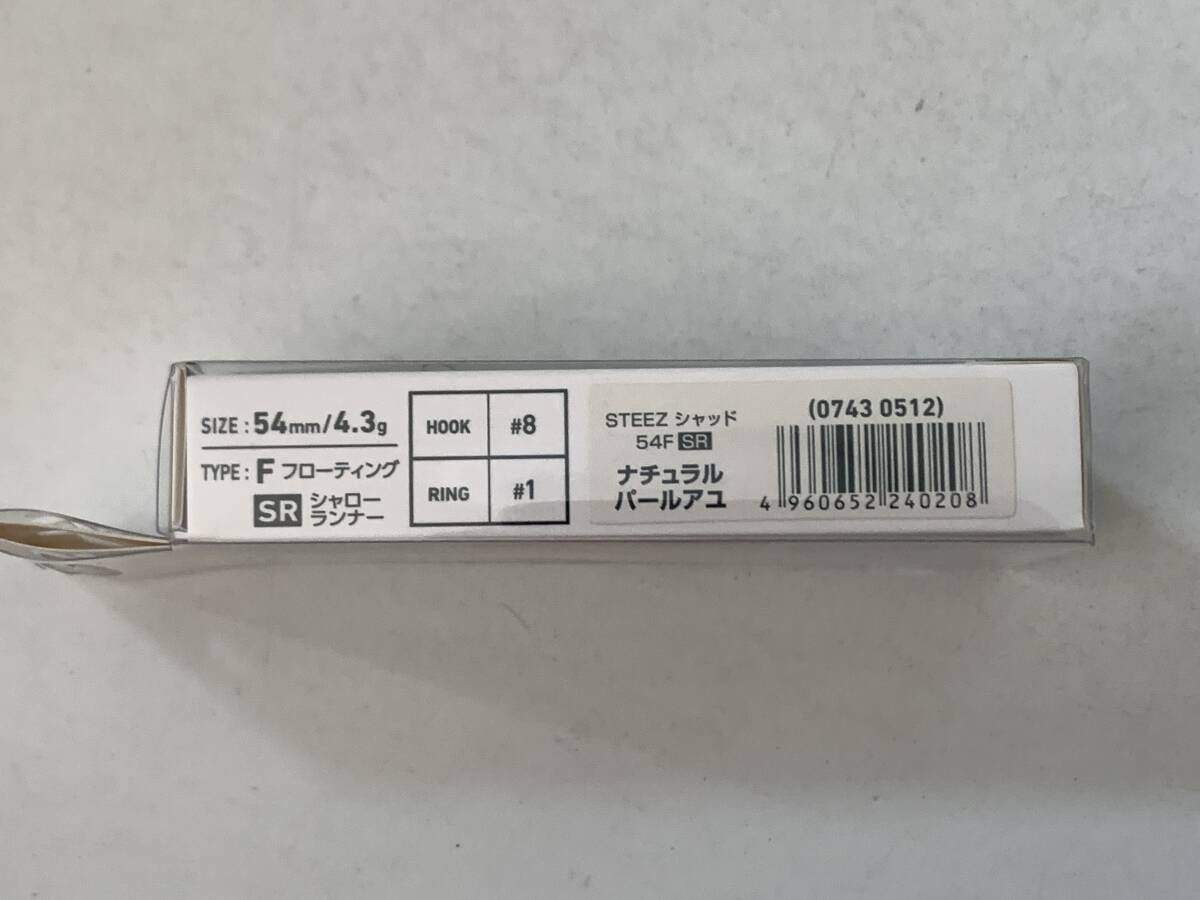 SIZE : 54mm/4.3g
TYPE : F フローティング
SR シャロー
ランナー
HOOK #8
RING #1
STEEZ シャッド
54F SR
ナチュラル
パールアユ
(0743 0512)
4 960652 240208